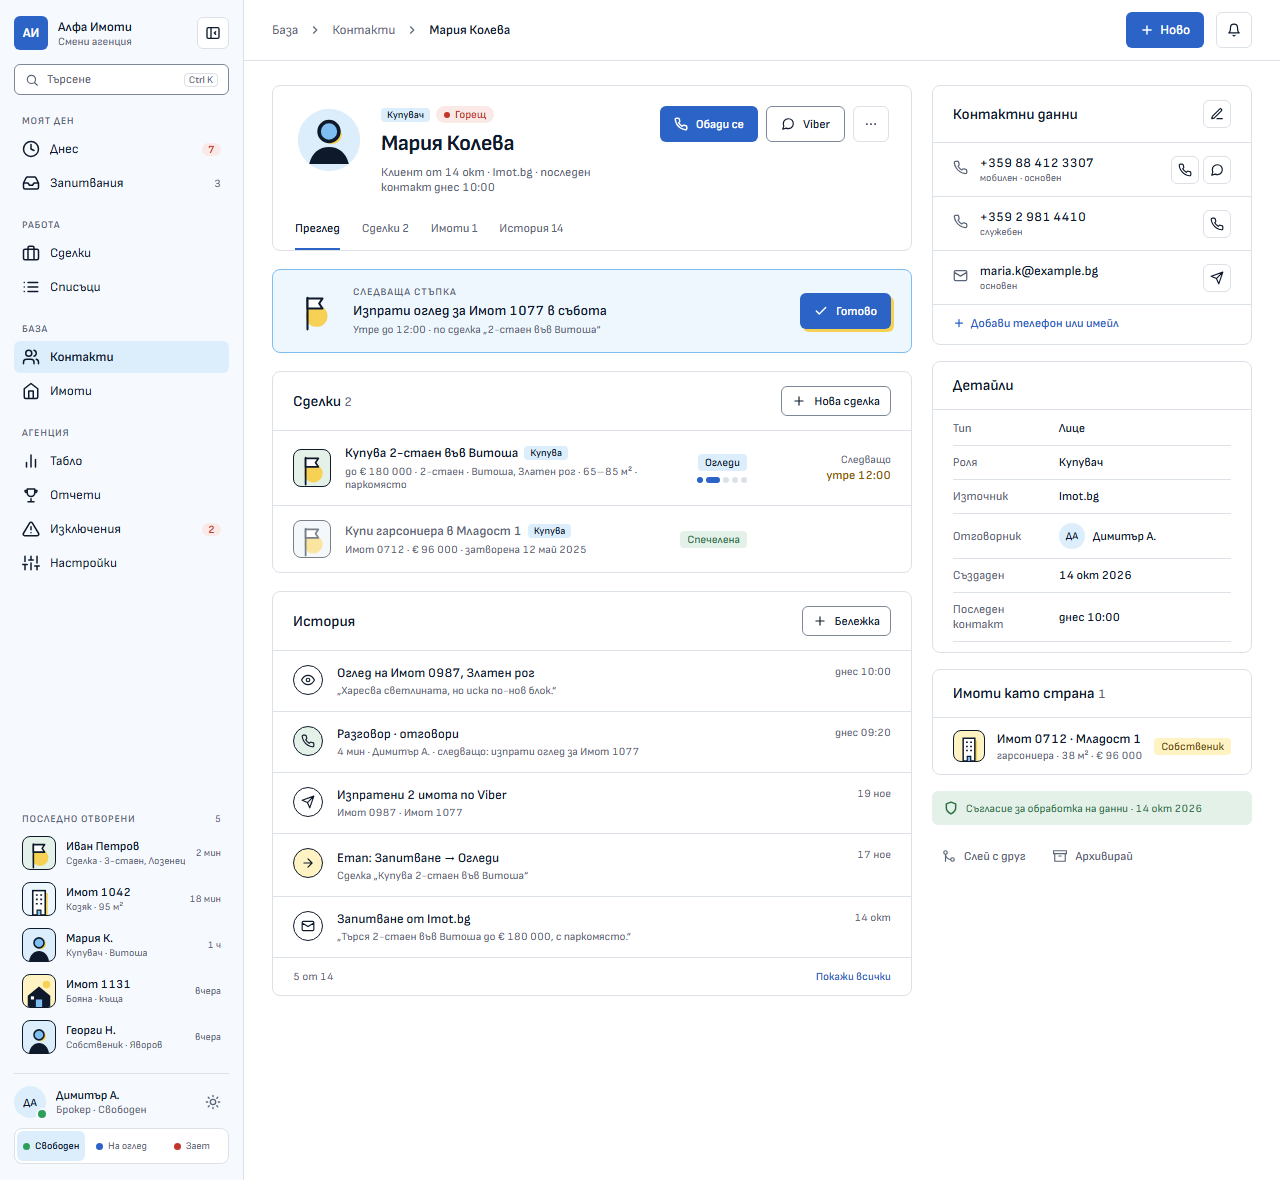 АИ
Алфа Имоти
Смени агенция
Търсене
Ctrl K
МОЯТ ДЕН
Днес
7
Запитвания
3
РАБОТА
Сделки
Списъци
БАЗА
Контакти
Имоти
АГЕНЦИЯ
Табло
Отчети
Изключения
2
Настройки
ПОСЛЕДНО ОТВОРЕНИ
5
Иван Петров
Сделка · 3-стаен, Лозенец
2 мин
Имот 1042
Козяк · 95 м²
18 мин
Мария К.
Купувач · Витоша
1 ч
Имот 1131
Бояна · къща
вчера
Георги Н.
Собственик · Яворов
вчера
ДА
Димитър А.
Брокер · Свободен
Свободен
На оглед
Зает
База
Контакти
Мария Колева
Ново
Купувач
Горещ
Мария Колева
Клиент от 14 окт · Imot.bg · последен
контакт днес 10:00
Обади се
Viber
Преглед
Сделки 2
Имоти 1
История 14
СЛЕДВАЩА СТЪПКА
Изпрати оглед за Имот 1077 в събота
Утре до 12:00 · по сделка „2-стаен във Витоша“
Готово
Сделки 2
Нова сделка
Купува 2-стаен във Витоша
Купува
до € 180 000 · 2-стаен · Витоша, Златен рог · 65–85 м² ·
паркомясто
Огледи
Следващо
утре 12:00
Купи гарсониера в Младост 1
Купува
Имот 0712 · € 96 000 · затворена 12 май 2025
Спечелена
История
Бележка
Оглед на Имот 0987, Златен рог
„Харесва светлината, но иска по-нов блок.“
днес 10:00
Разговор · отговори
4 мин · Димитър А. · следващо: изпрати оглед за Имот 1077
днес 09:20
Изпратени 2 имота по Viber
Имот 0987 · Имот 1077
19 ное
Етап: Запитване → Огледи
Сделка „Купува 2-стаен във Витоша“
17 ное
Запитване от Imot.bg
„Търся 2-стаен във Витоша до € 180 000, с паркомясто.“
14 окт
5 от 14
Покажи всички
Контактни данни
+359 88 412 3307
мобилен · основен
+359 2 981 4410
служебен
maria.k@example.bg
основен
Добави телефон или имейл
Детайли
Тип
Лице
Роля
Купувач
Източник
Imot.bg
Отговорник
ДА
Димитър А.
Създаден
14 окт 2026
Последен
контакт
днес 10:00
Имоти като страна 1
Имот 0712 · Младост 1
гарсониера · 38 м² · € 96 000
Собственик
Съгласие за обработка на данни · 14 окт 2026
Слей с друг
Архивирай